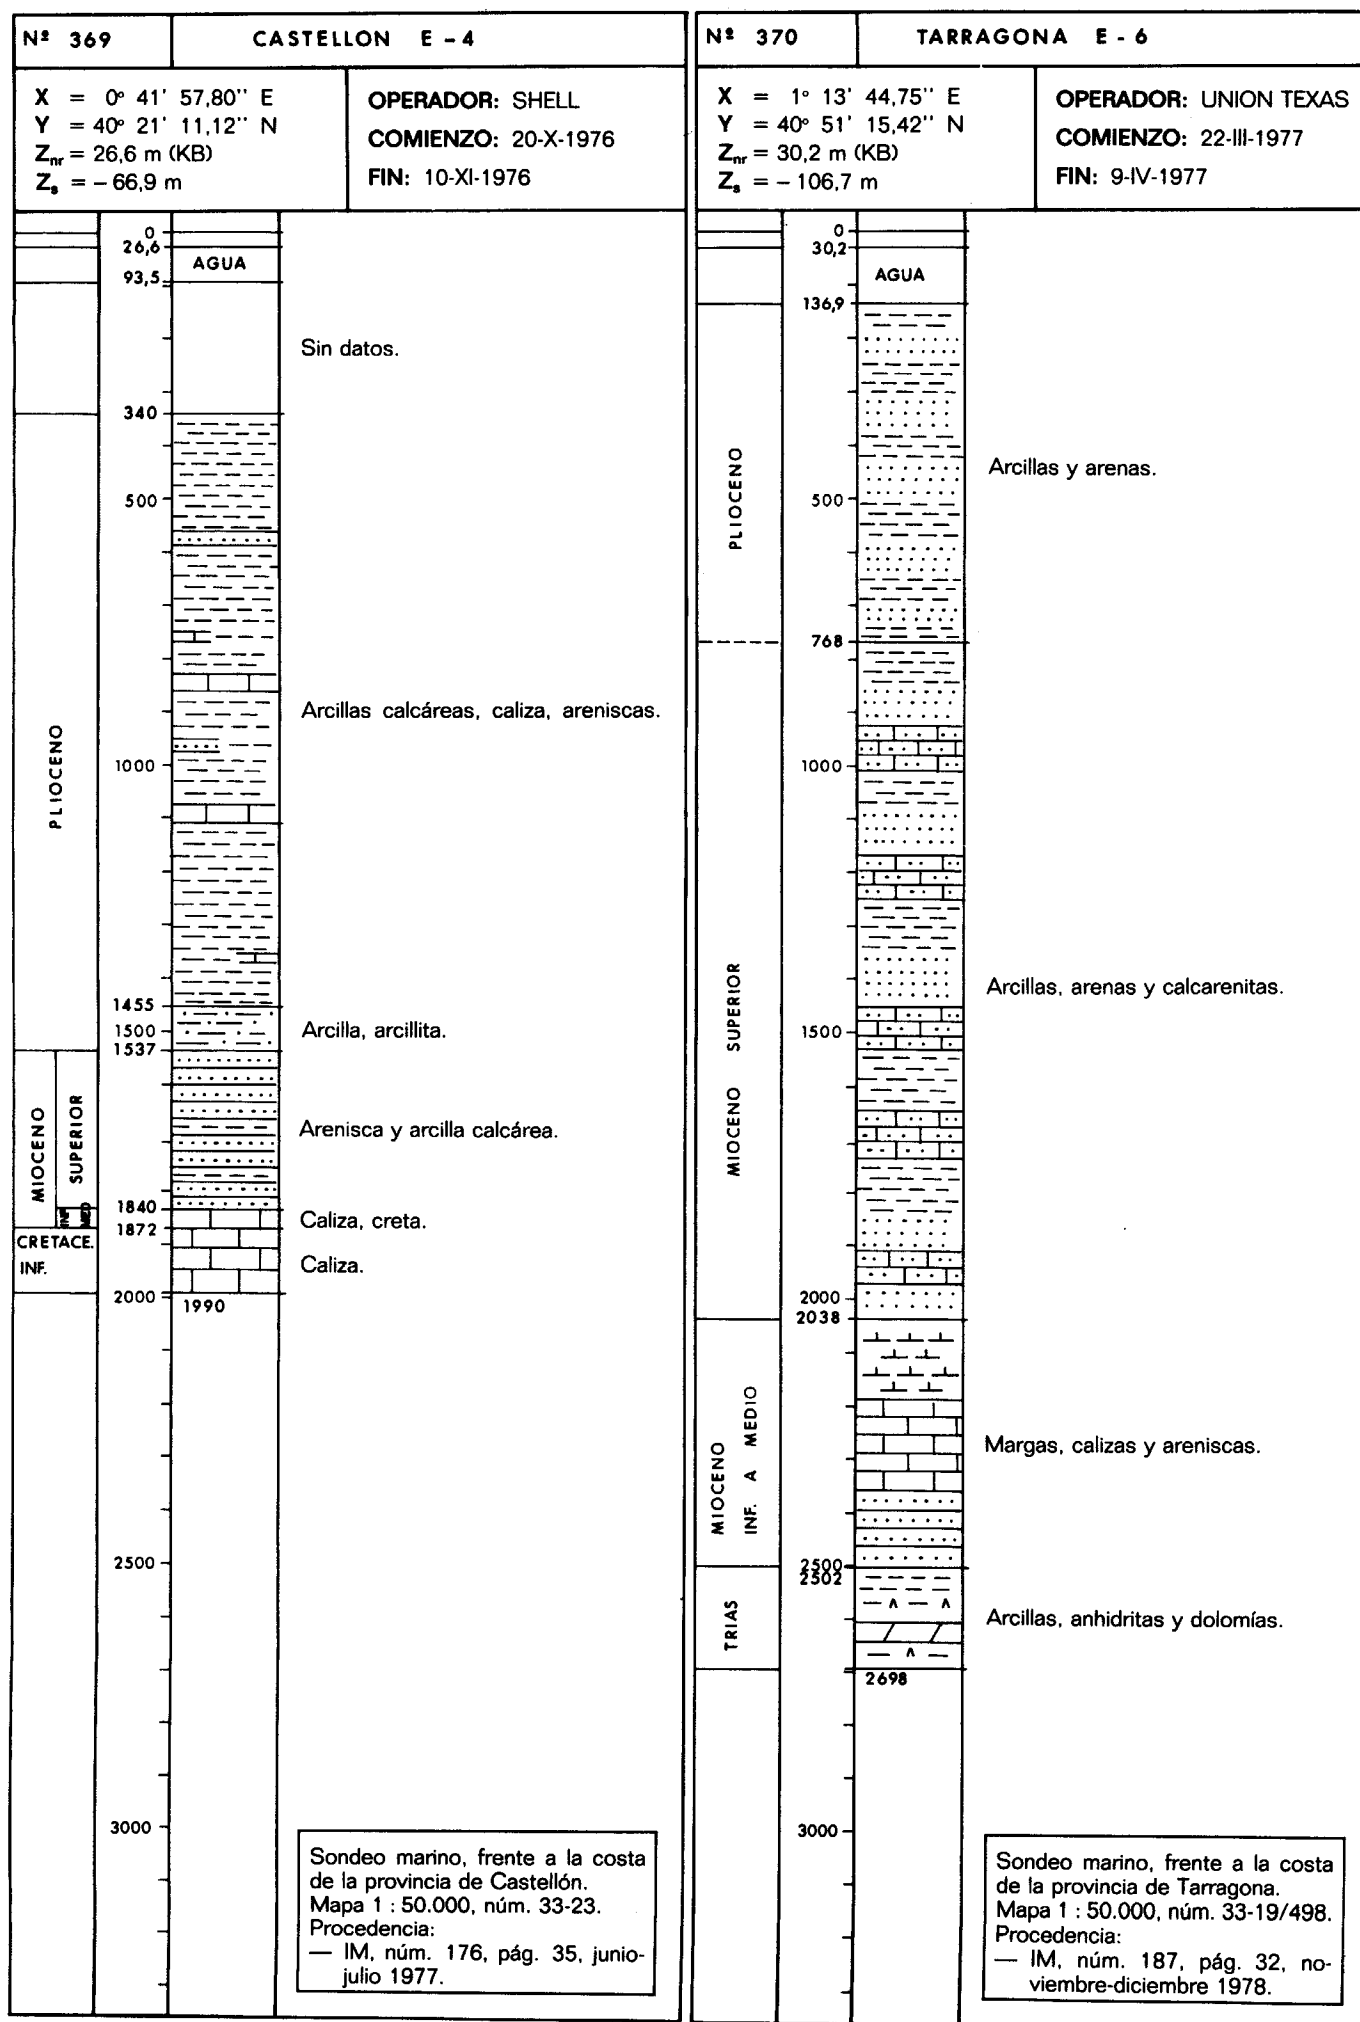 Nº 369
CASTELLON E - 4
X = 0° 41' 57,80'' E
Y = 40° 21' 11,12'' N
Znr = 26,6 m (KB)
Zs = – 66,9 m
OPERADOR: SHELL
COMIENZO: 20-X-1976
FIN: 10-XI-1976
0
26,6
AGUA
93,5
Sin datos.
340
500
PLIOCENO
Arcillas calcáreas, caliza, areniscas.
1000
1455
1500
Arcilla, arcillita.
1537
MIOCENO
SUPERIOR
Arenisca y arcilla calcárea.
INF.
MED
1840
Caliza, creta.
1872
CRETACE.
INF.
Caliza.
2000
1990
2500
3000
Sondeo marino, frente a la costa
de la provincia de Castellón.
Mapa 1 : 50.000, núm. 33-23.
Procedencia:
— IM, núm. 176, pág. 35, junio-
julio 1977.
Nº 370
TARRAGONA E - 6
X = 1° 13' 44,75'' E
Y = 40° 51' 15,42'' N
Znr = 30,2 m (KB)
Zs = – 106,7 m
OPERADOR: UNION TEXAS
COMIENZO: 22-III-1977
FIN: 9-IV-1977
0
30,2
AGUA
136,9
PLIOCENO
Arcillas y arenas.
500
768
1000
MIOCENO SUPERIOR
Arcillas, arenas y calcarenitas.
1500
2000
2038
MIOCENO
INF. A MEDIO
Margas, calizas y areniscas.
2500
2502
TRIAS
Arcillas, anhidritas y dolomías.
2698
3000
Sondeo marino, frente a la costa
de la provincia de Tarragona.
Mapa 1 : 50.000, núm. 33-19/498.
Procedencia:
— IM, núm. 187, pág. 32, no-
viembre-diciembre 1978.